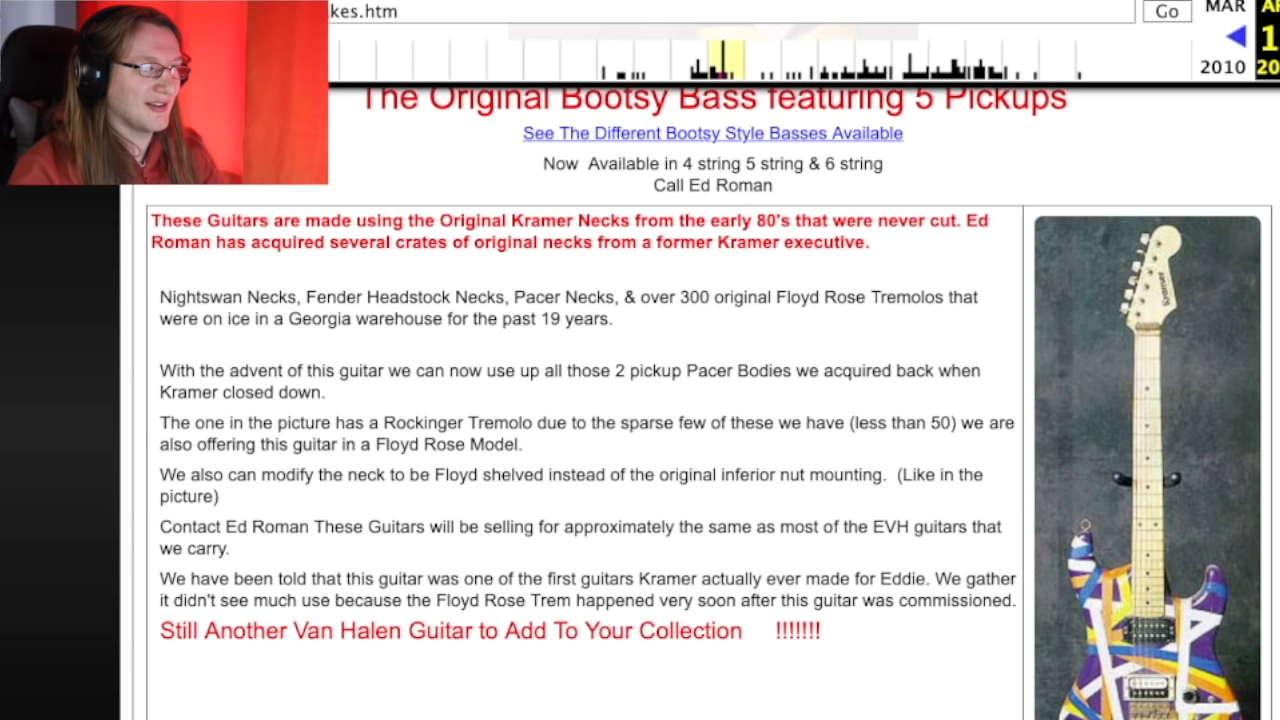 kes.htm
Go
MAR
2010
The Original Bootsy Bass featuring 5 Pickups
See The Different Bootsy Style Basses Available
Now Available in 4 string 5 string & 6 string
Call Ed Roman
These Guitars are made using the Original Kramer Necks from the early 80's that were never cut. Ed
Roman has acquired several crates of original necks from a former Kramer executive.
Nightswan Necks, Fender Headstock Necks, Pacer Necks, & over 300 original Floyd Rose Tremolos that
were on ice in a Georgia warehouse for the past 19 years.
With the advent of this guitar we can now use up all those 2 pickup Pacer Bodies we acquired back when
Kramer closed down.
The one in the picture has a Rockinger Tremolo due to the sparse few of these we have (less than 50) we are
also offering this guitar in a Floyd Rose Model.
We also can modify the neck to be Floyd shelved instead of the original inferior nut mounting. (Like in the
picture)
Contact Ed Roman These Guitars will be selling for approximately the same as most of the EVH guitars that
we carry.
We have been told that this guitar was one of the first guitars Kramer actually ever made for Eddie. We gather
it didn't see much use because the Floyd Rose Trem happened very soon after this guitar was commissioned.
Still Another Van Halen Guitar to Add To Your Collection !!!!!!!
Kramer